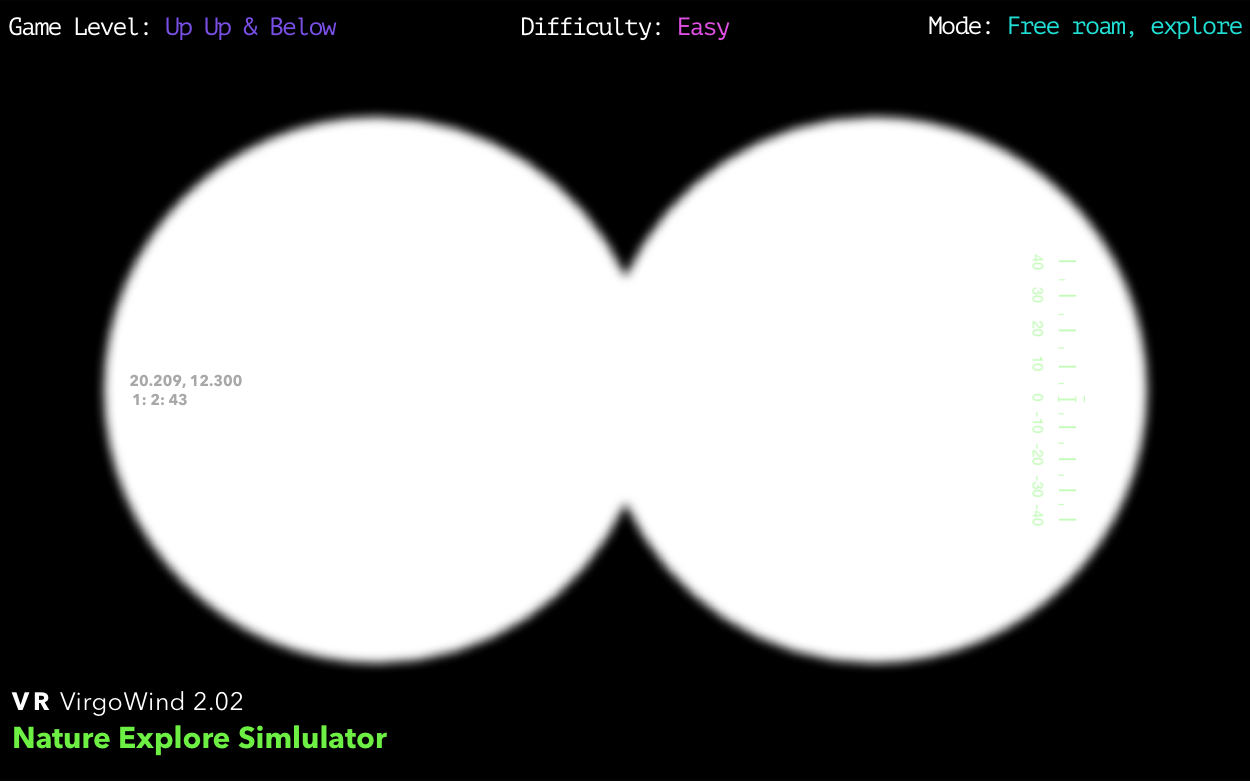 Game Level: Up Up & Below
Difficulty: Easy
Mode: Free roam, explore
40
30
20
10
0
-10
-20
-30
-40
20.209, 12.300
1: 2: 43
VR VirgoWind 2.02
Nature Explore Simlulator